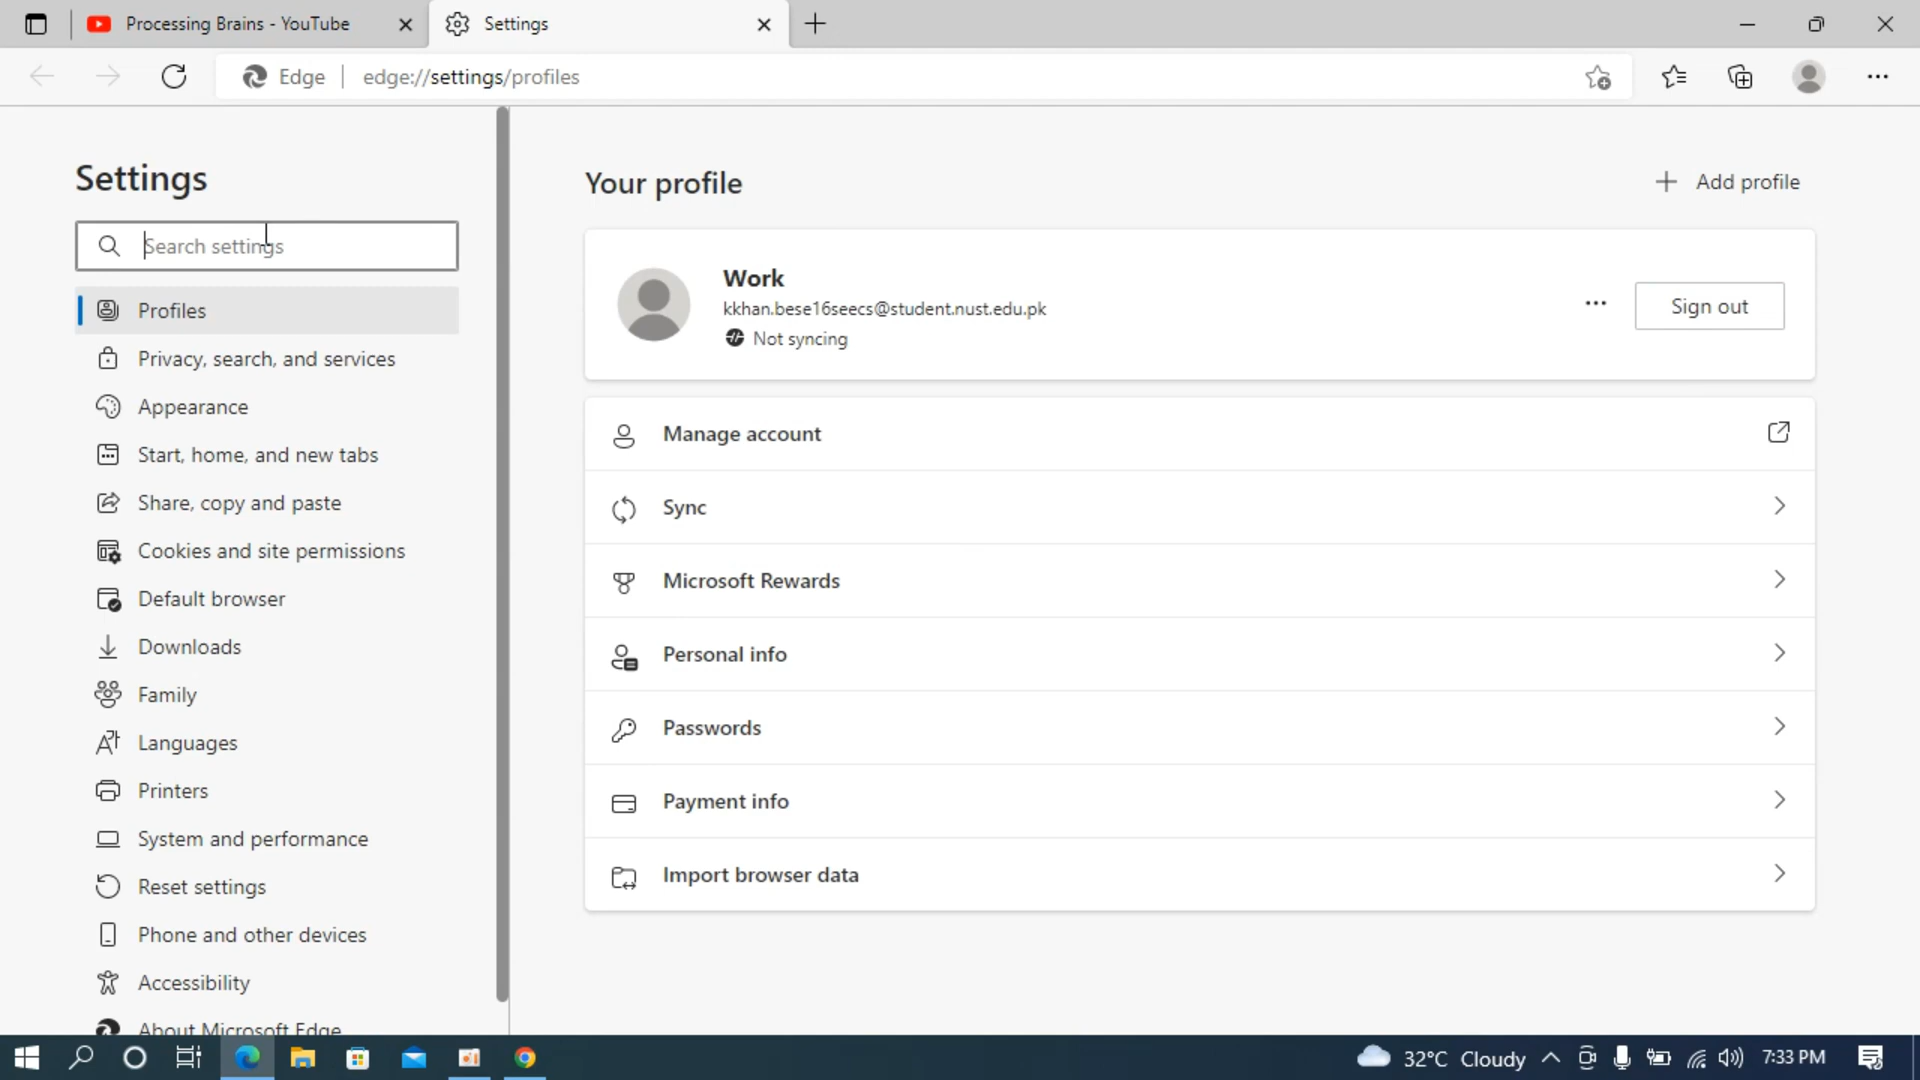 Processing Brains - YouTube
Settings
Edge
edge://settings/profiles
Settings
Search settings
Profiles
Privacy, search, and services
Appearance
Start, home, and new tabs
Share, copy and paste
Cookies and site permissions
Default browser
Downloads
Family
Languages
Printers
System and performance
Reset settings
Phone and other devices
Accessibility
About Microsoft Edge
Your profile
Add profile
Work
kkhan.bese16seecs@student.nust.edu.pk
Not syncing
Sign out
Manage account
Sync
Microsoft Rewards
Personal info
Passwords
Payment info
Import browser data
32°C Cloudy
7:33 PM